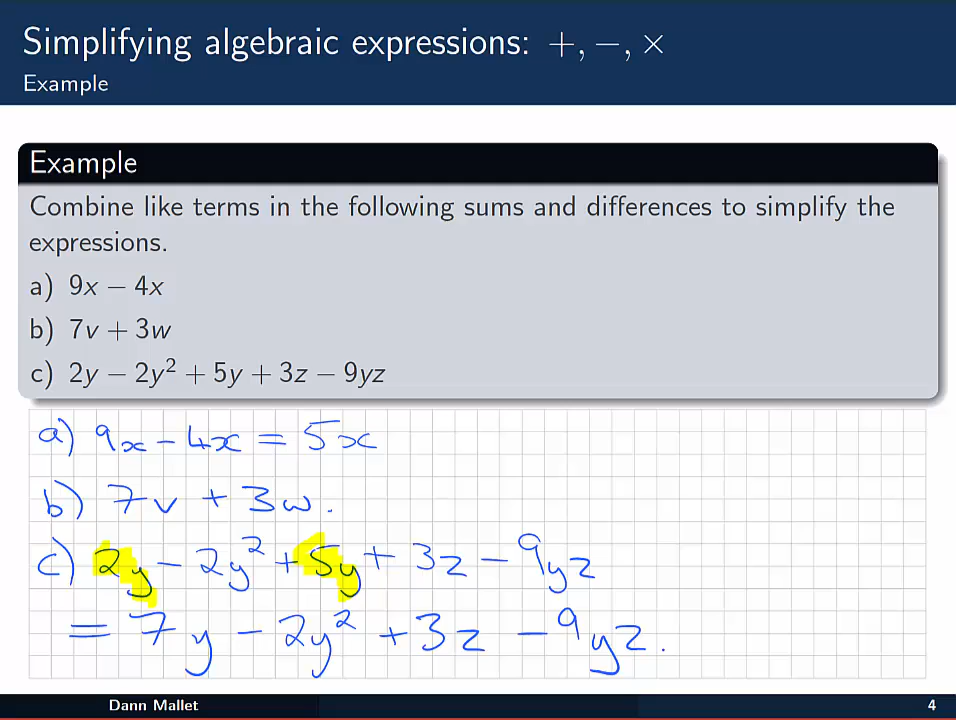 Simplifying algebraic expressions: +, −, ×
Example
Example
Combine like terms in the following sums and differences to simplify the
expressions.
a) 9x − 4x
b) 7v + 3w
c) 2y − 2y² + 5y + 3z − 9yz
a) 9x − 4x = 5x
b) 7v + 3w.
c) 2y − 2y² + 5y + 3z − 9yz
= 7y − 2y² + 3z − 9yz.
Dann Mallet 4